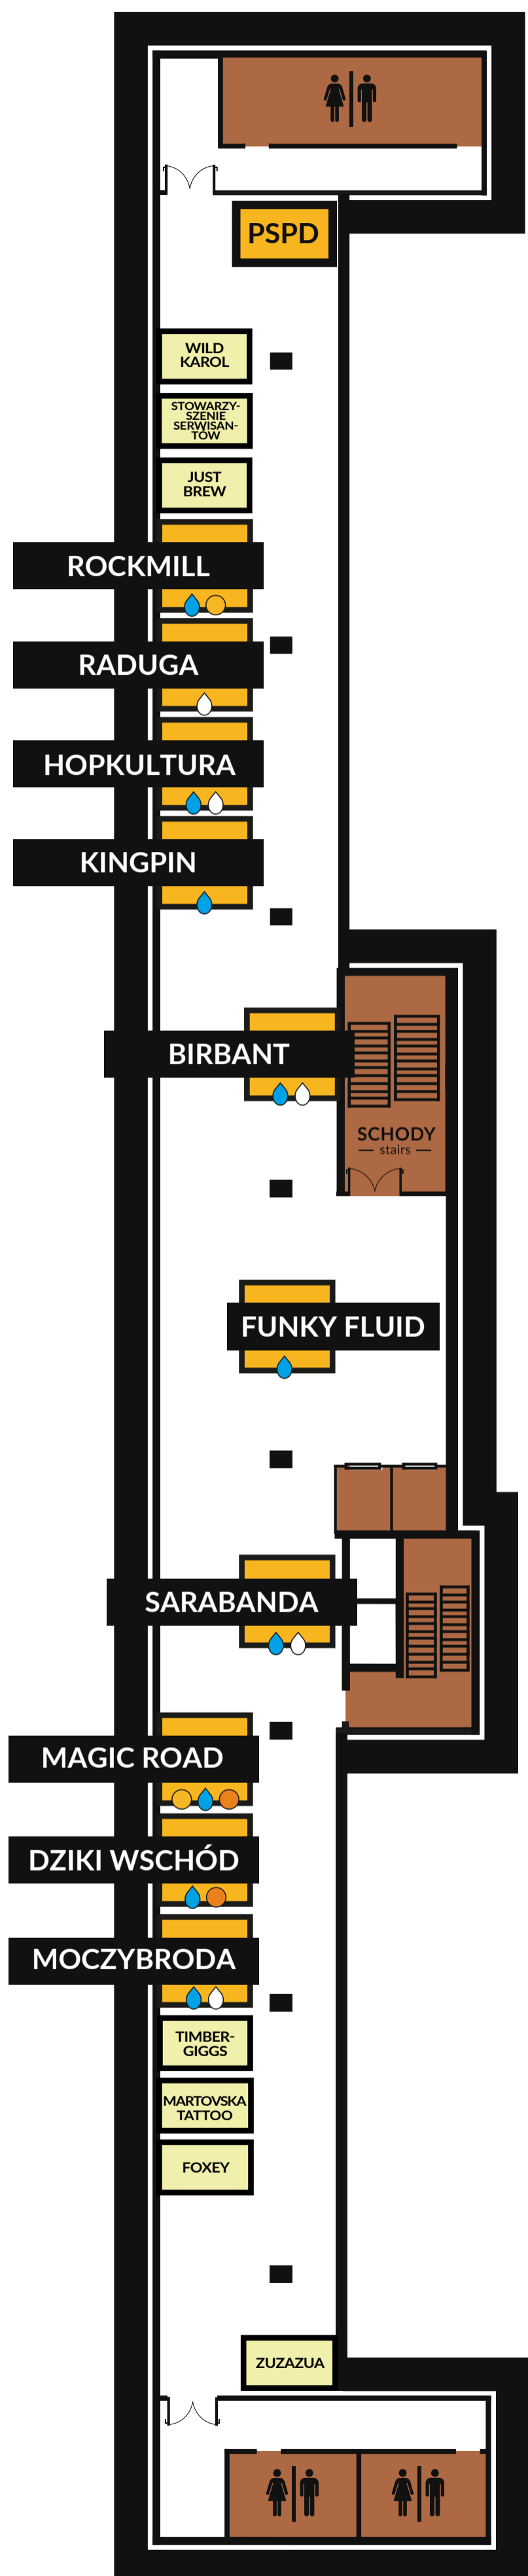 PSPD
WILD
KAROL
STOWARZY-
SZENIE
SERWISAN-
TÓW
JUST
BREW
ROCKMILL
RADUGA
HOPKULTURA
KINGPIN
BIRBANT
SCHODY
— stairs —
FUNKY FLUID
SARABANDA
MAGIC ROAD
DZIKI WSCHÓD
MOCZYBRODA
TIMBER-
GIGGS
MARTOVSKA
TATTOO
FOXEY
ZUZAZUA